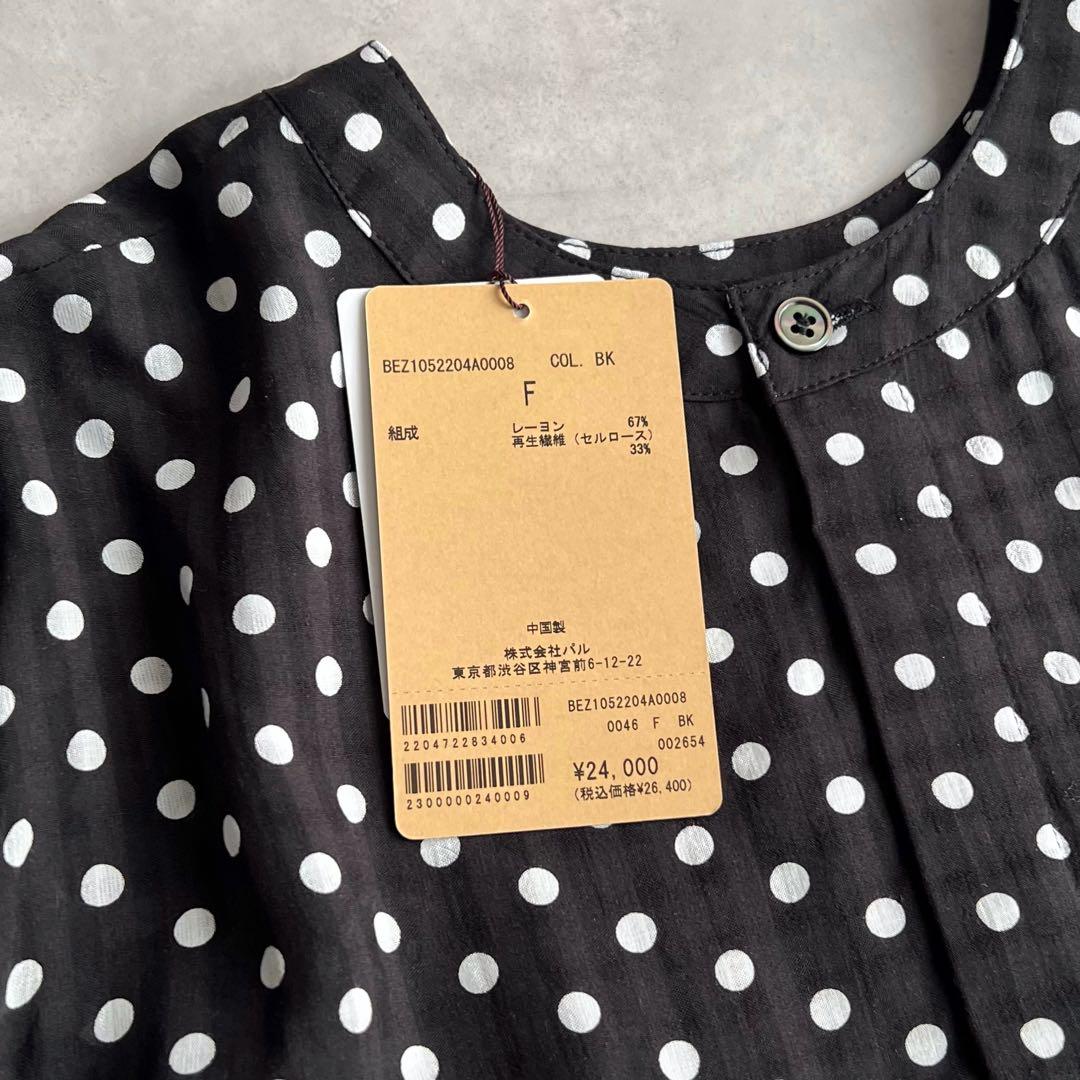 BEZ1052204A0008 COL. BK
F
組成 レーヨン 67%
再生繊維（セルロース）
33%
中国製
株式会社パル
東京都渋谷区神宮前6-12-22
BEZ1052204A0008
0046 F BK
002654
2204722834006
¥24,000
2300000240009
(税込価格¥26,400)